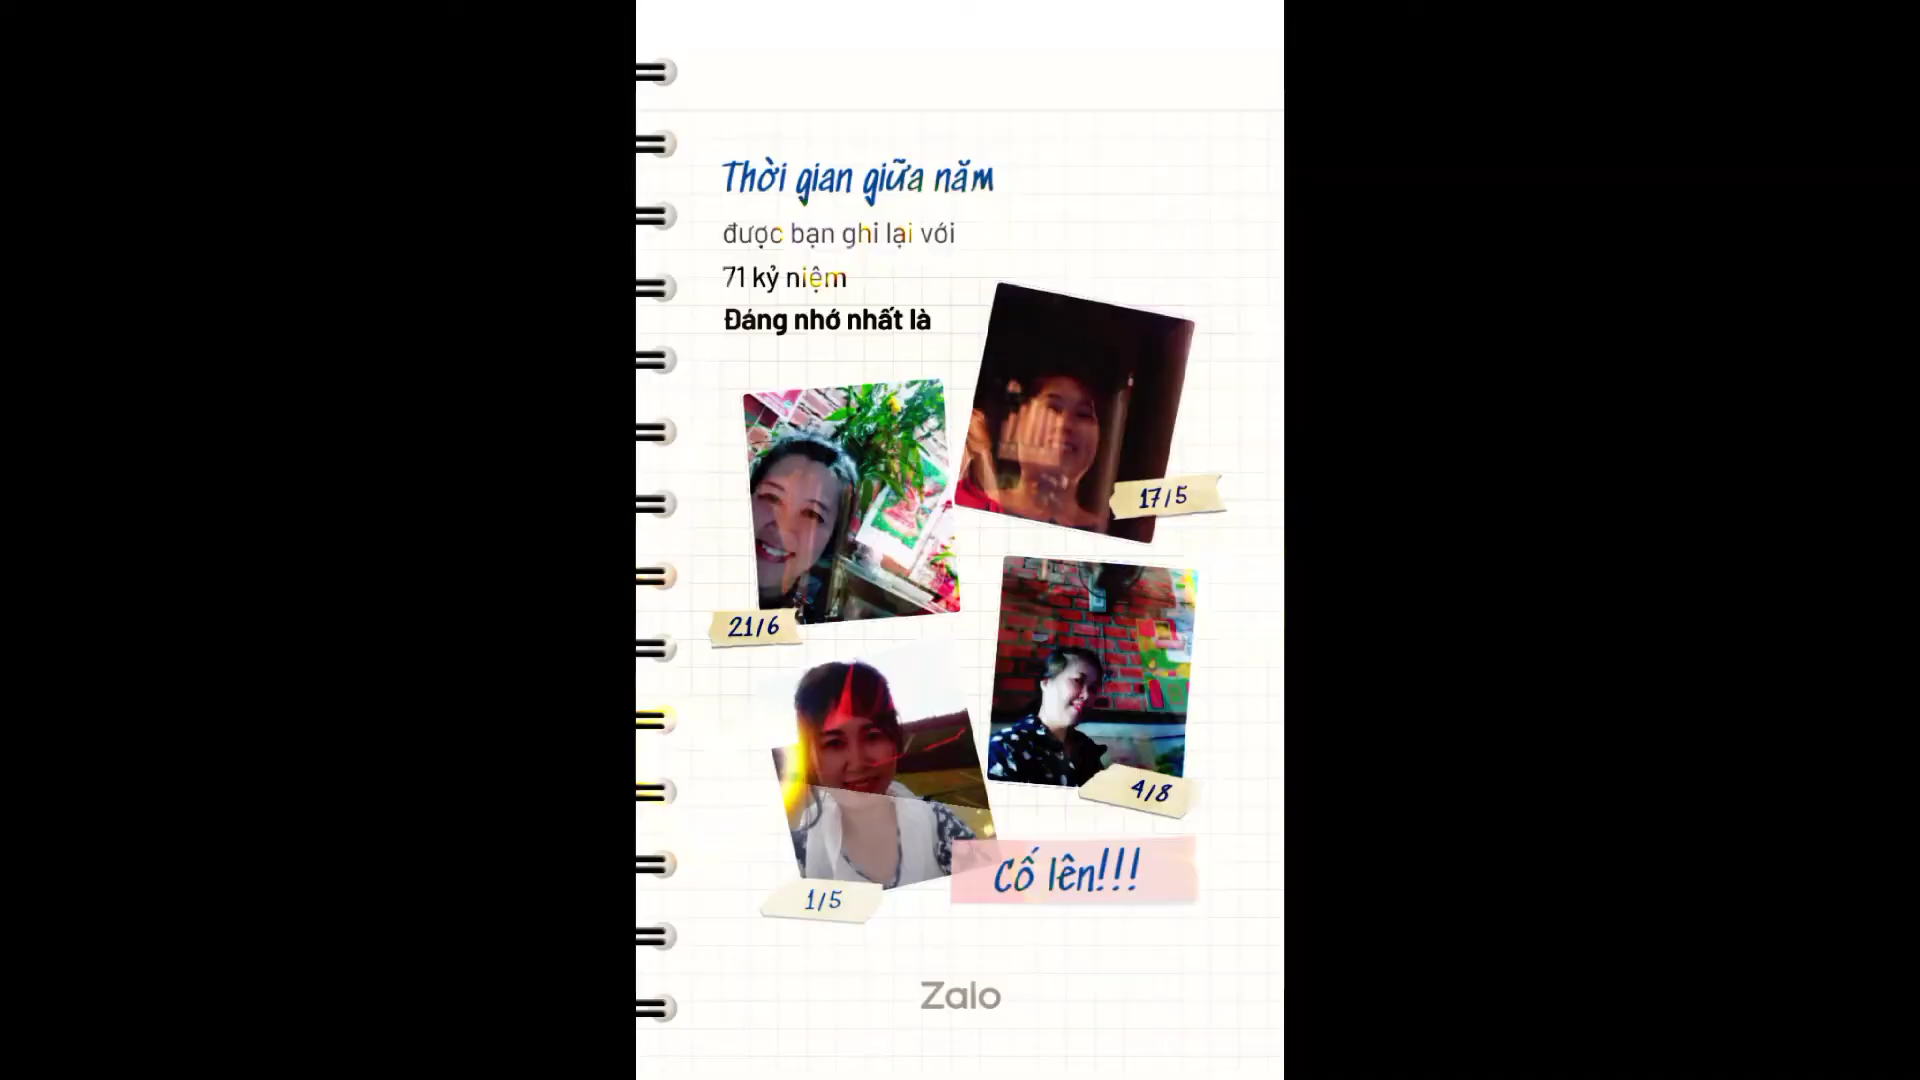 Thời gian giữa năm
được bạn ghi lại với
71 kỷ niệm
Đáng nhớ nhất là
17/5
21/6
4/8
1/5
Cố lên!!!
Zalo